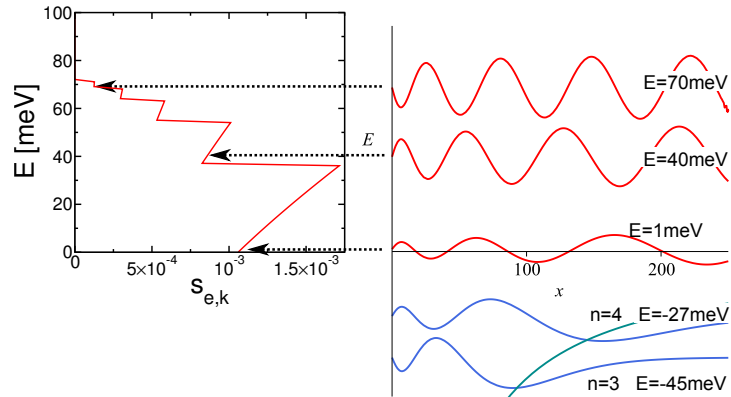 100
80
60
40
20
0
E [meV]
0
5×10⁻⁴
10⁻³
1.5×10⁻³
s_{e,k}
E
E=70meV
E=40meV
E=1meV
100
200
x
n=4 E=-27meV
n=3 E=-45meV